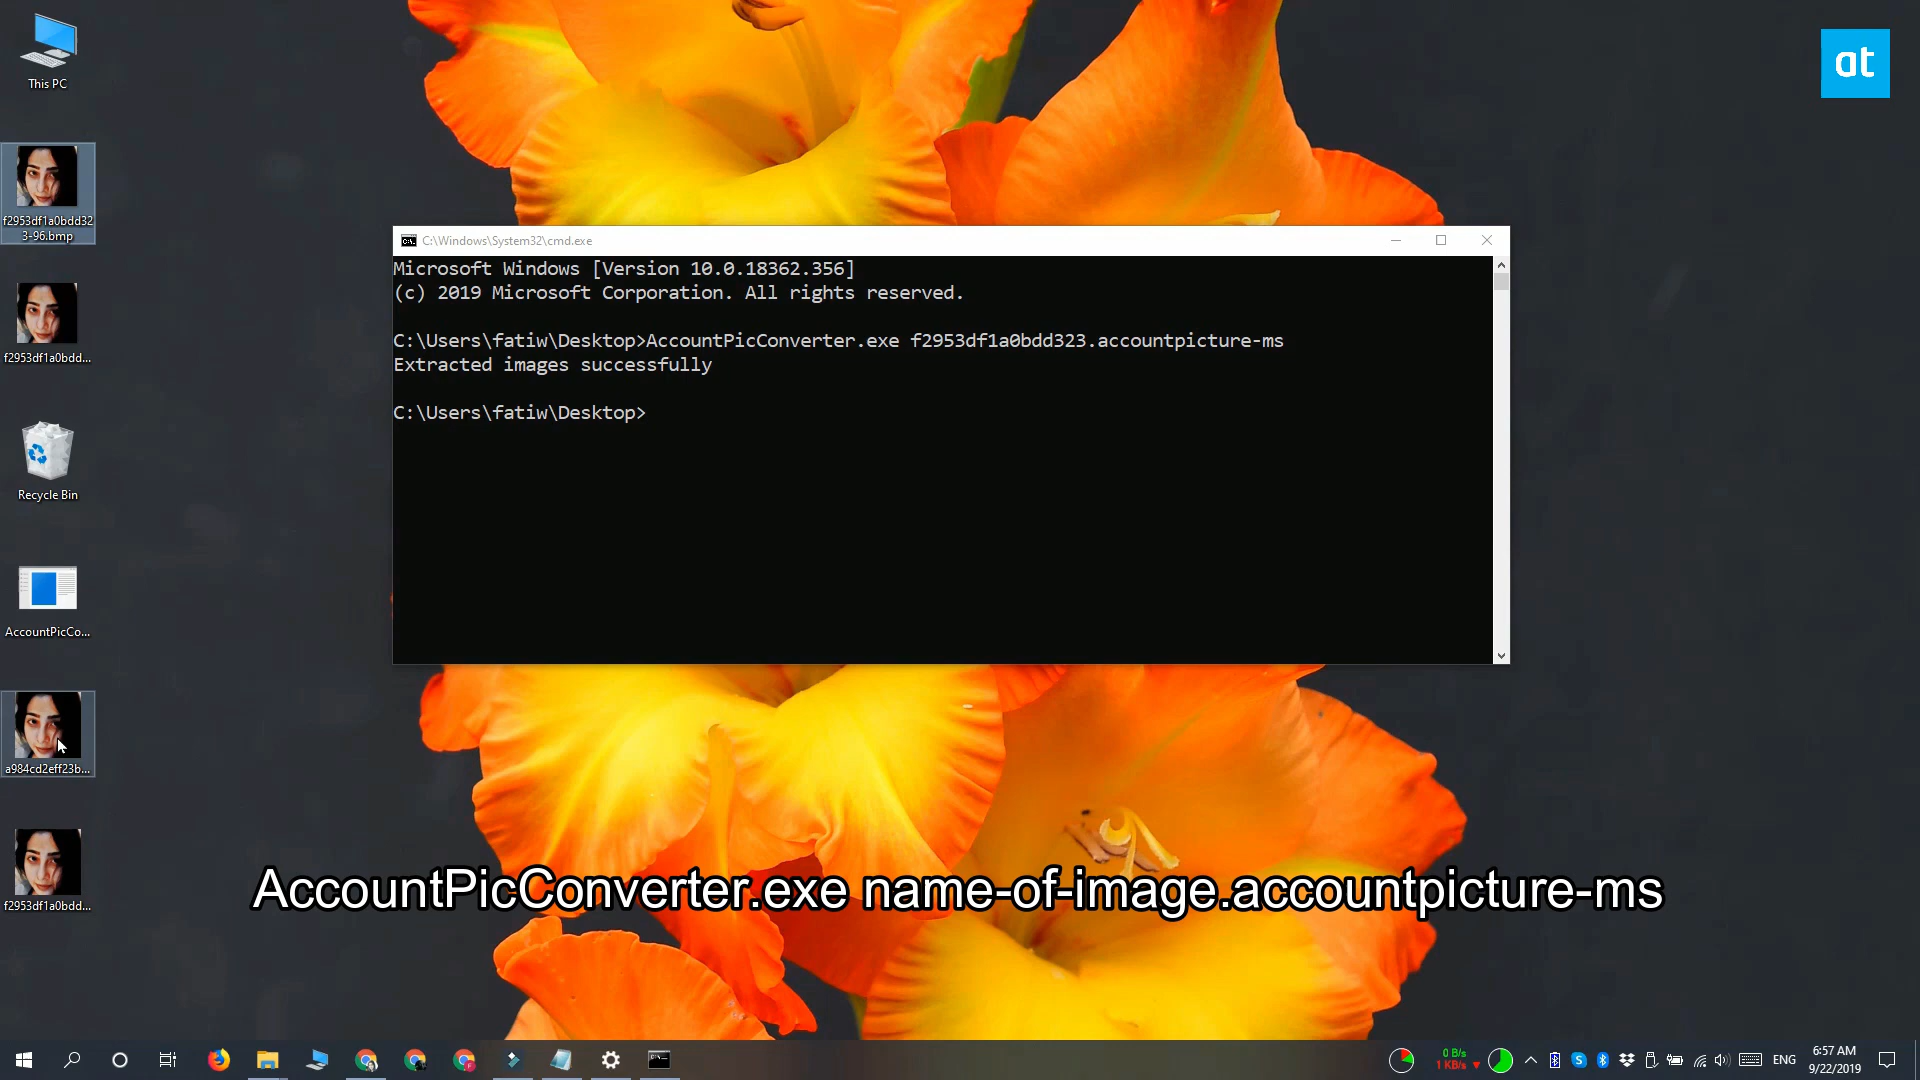 This PC
at
f2953df1a0bdd32
3-96.bmp
C:\Windows\System32\cmd.exe
Microsoft Windows [Version 10.0.18362.356]
(c) 2019 Microsoft Corporation. All rights reserved.
C:\Users\fatiw\Desktop>AccountPicConverter.exe f2953df1a0bdd323.accountpicture-ms
Extracted images successfully
C:\Users\fatiw\Desktop>
f2953df1a0bdd...
Recycle Bin
AccountPicCo...
a984cd2eff23b...
f2953df1a0bdd...
AccountPicConverter.exe name-of-image.accountpicture-ms
0 B/s
1 KB/s
ENG
6:57 AM
9/22/2019